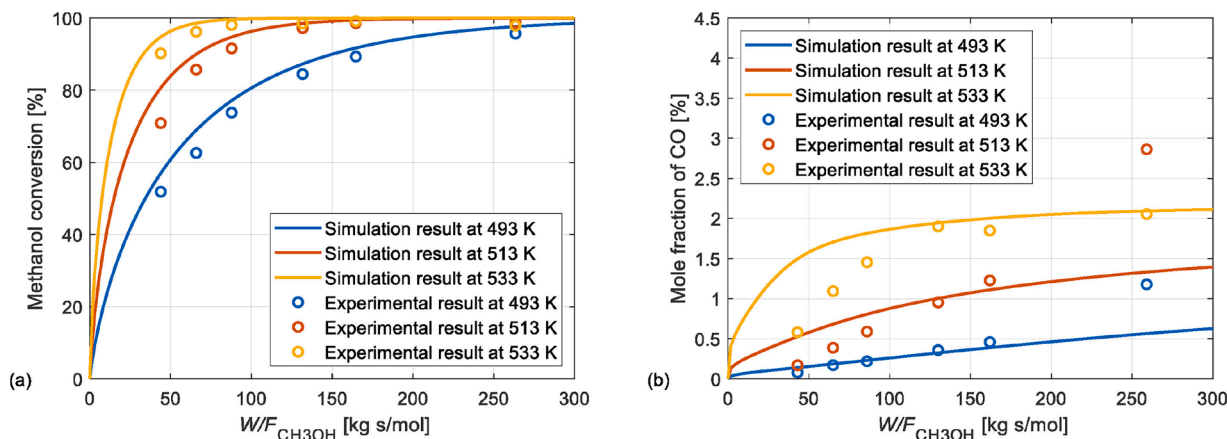 Methanol conversion [%]
100
80
60
40
20
0
Simulation result at 493 K
Simulation result at 513 K
Simulation result at 533 K
Experimental result at 493 K
Experimental result at 513 K
Experimental result at 533 K
0 50 100 150 200 250 300
W/F_CH3OH [kg s/mol]
(a)
Mole fraction of CO [%]
4.5
4
3.5
3
2.5
2
1.5
1
0.5
0
Simulation result at 493 K
Simulation result at 513 K
Simulation result at 533 K
Experimental result at 493 K
Experimental result at 513 K
Experimental result at 533 K
0 50 100 150 200 250 300
W/F_CH3OH [kg s/mol]
(b)